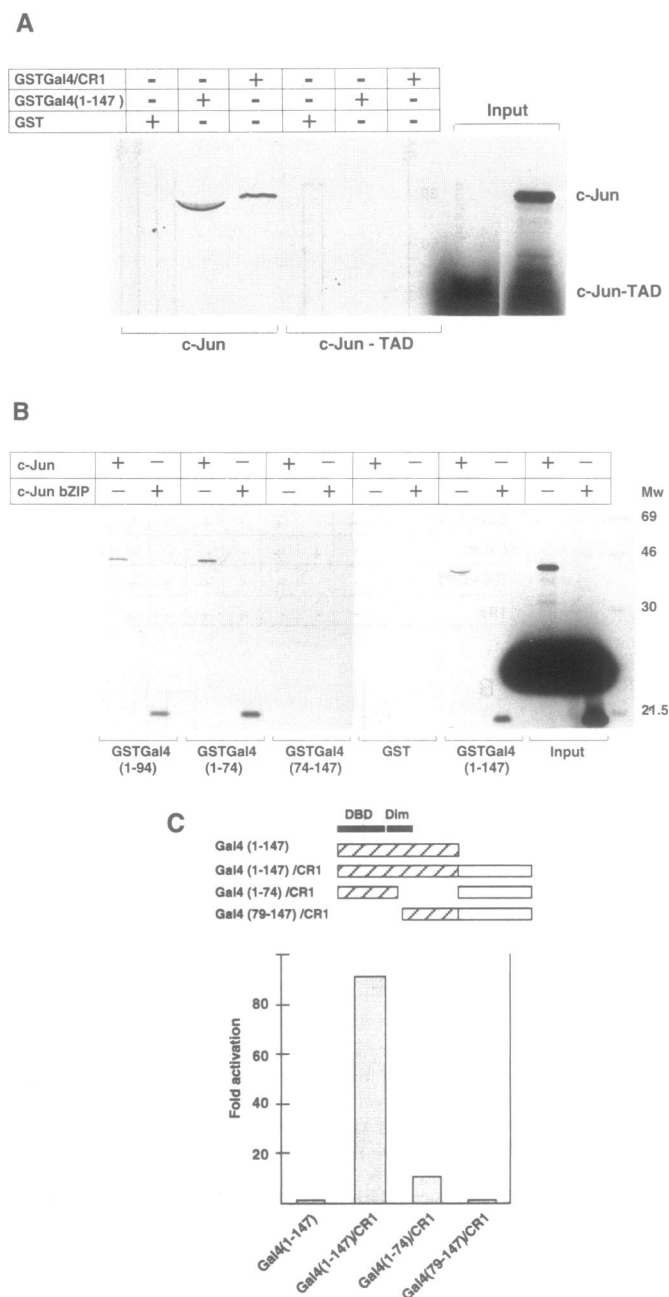 A
GSTGal4/CR1 - - + - - +
GSTGal4(1-147) - + - - + -
GST + - - + - -
Input
c-Jun
c-Jun-TAD
c-Jun
c-Jun - TAD
B
c-Jun + − + − + − + − + − + −
c-Jun bZIP − + − + − + − + − + − +
Mw
69
46
30
21.5
GSTGal4 (1-94)
GSTGal4 (1-74)
GSTGal4 (74-147)
GST
GSTGal4 (1-147)
Input
C
DBD Dim
Gal4 (1-147)
Gal4 (1-147) /CR1
Gal4 (1-74) /CR1
Gal4 (79-147) /CR1
Fold activation
80
60
40
20
Gal4(1-147)
Gal4(1-147)/CR1
Gal4(1-74)/CR1
Gal4(79-147)/CR1